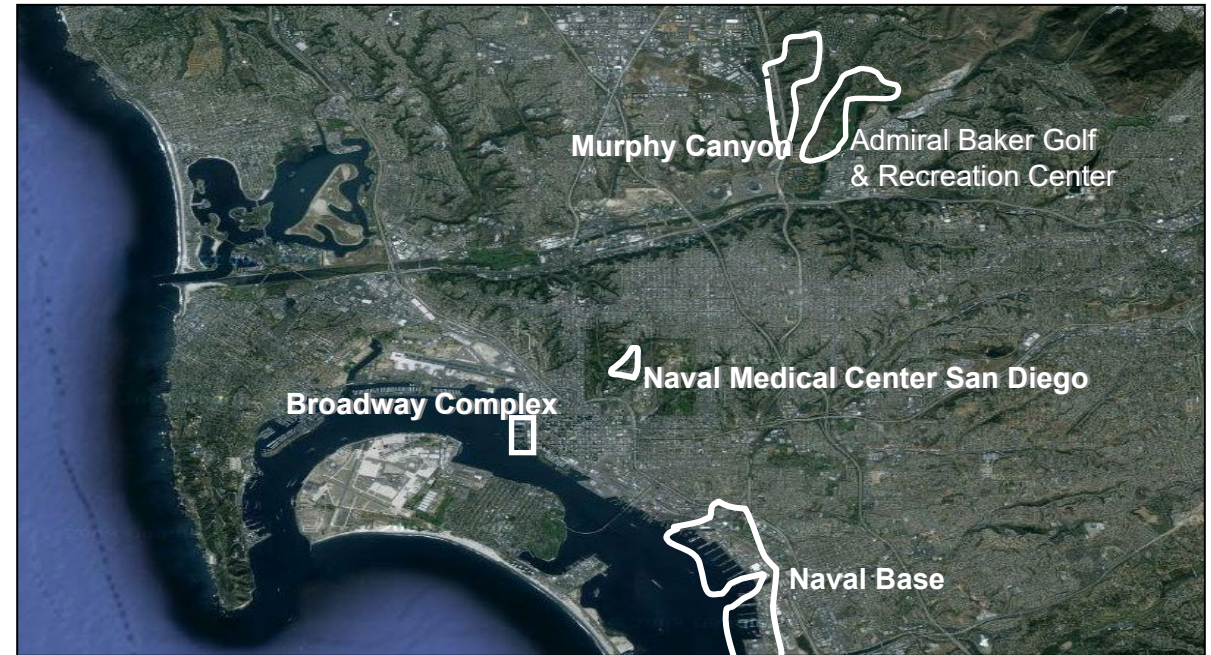 Murphy Canyon
Admiral Baker Golf
& Recreation Center
Naval Medical Center San Diego
Broadway Complex
Naval Base